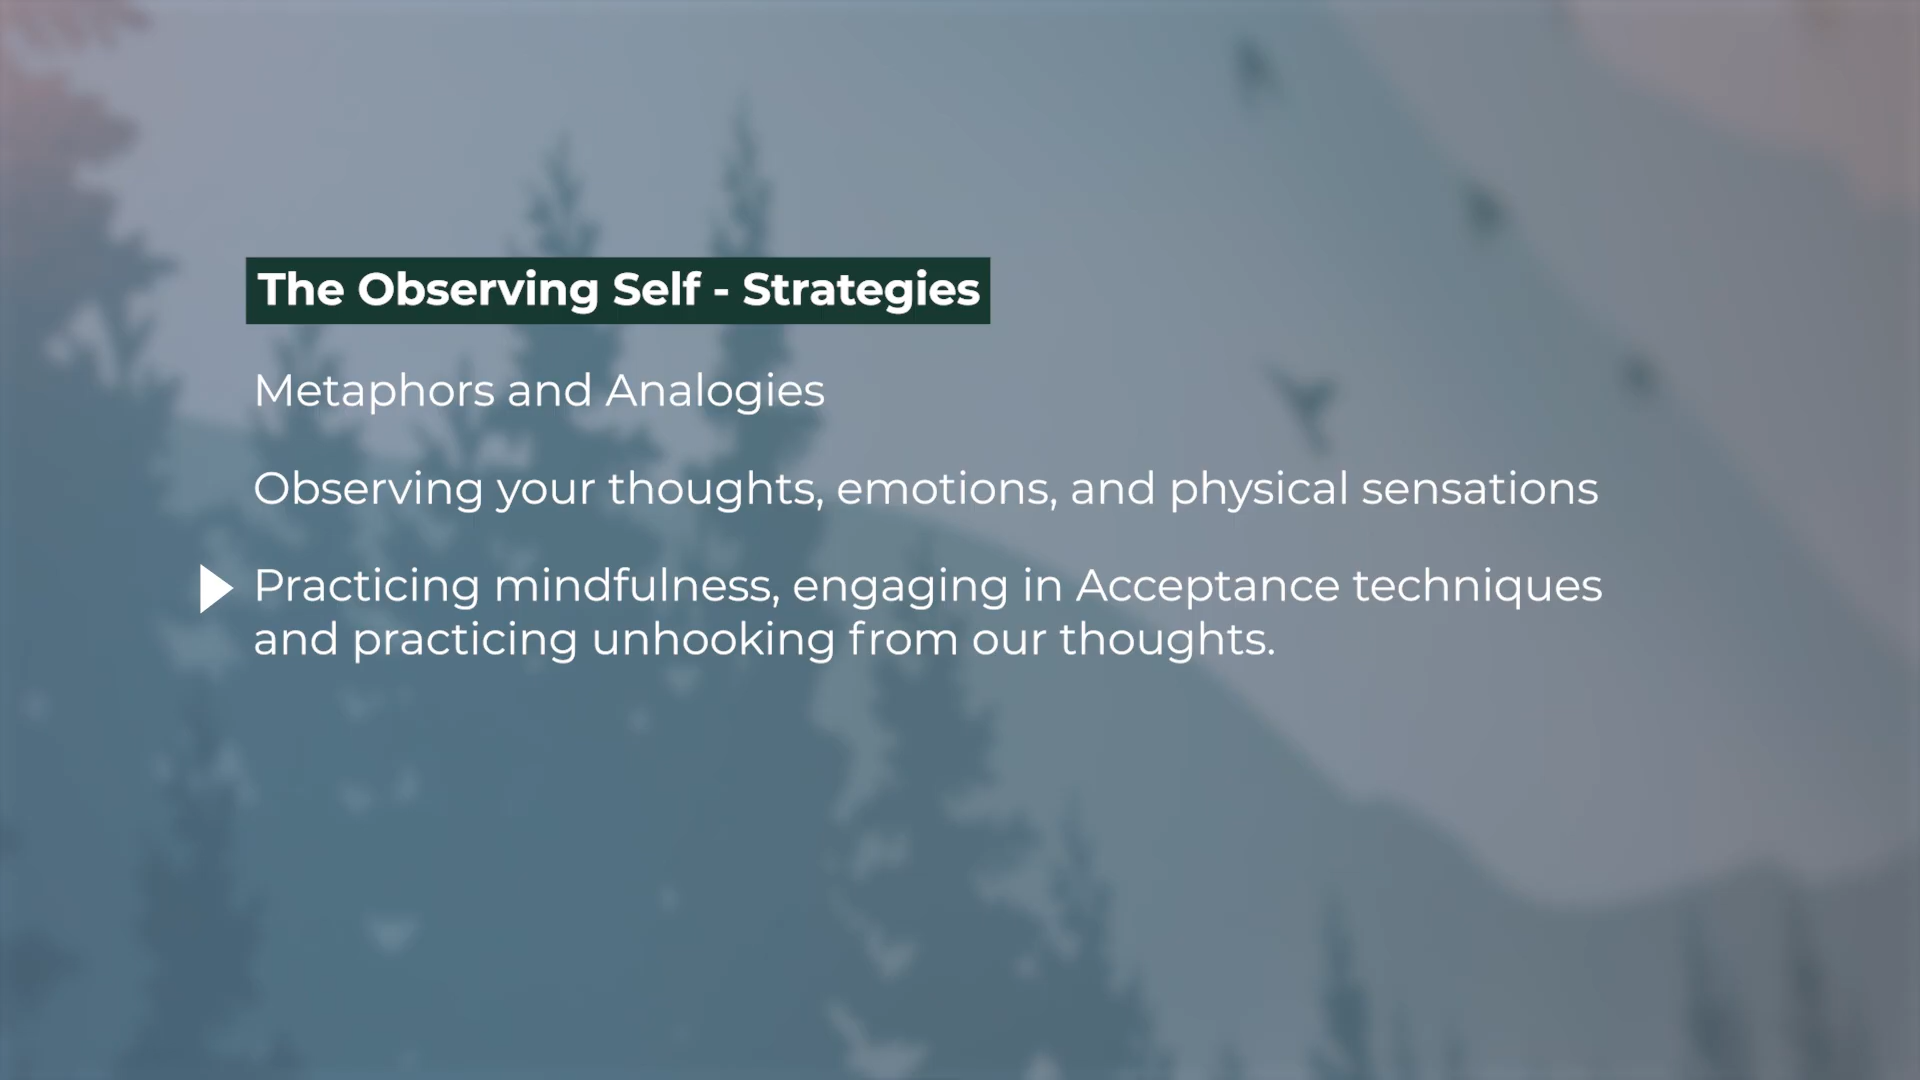 The Observing Self - Strategies
Metaphors and Analogies
Observing your thoughts, emotions, and physical sensations
Practicing mindfulness, engaging in Acceptance techniques
and practicing unhooking from our thoughts.